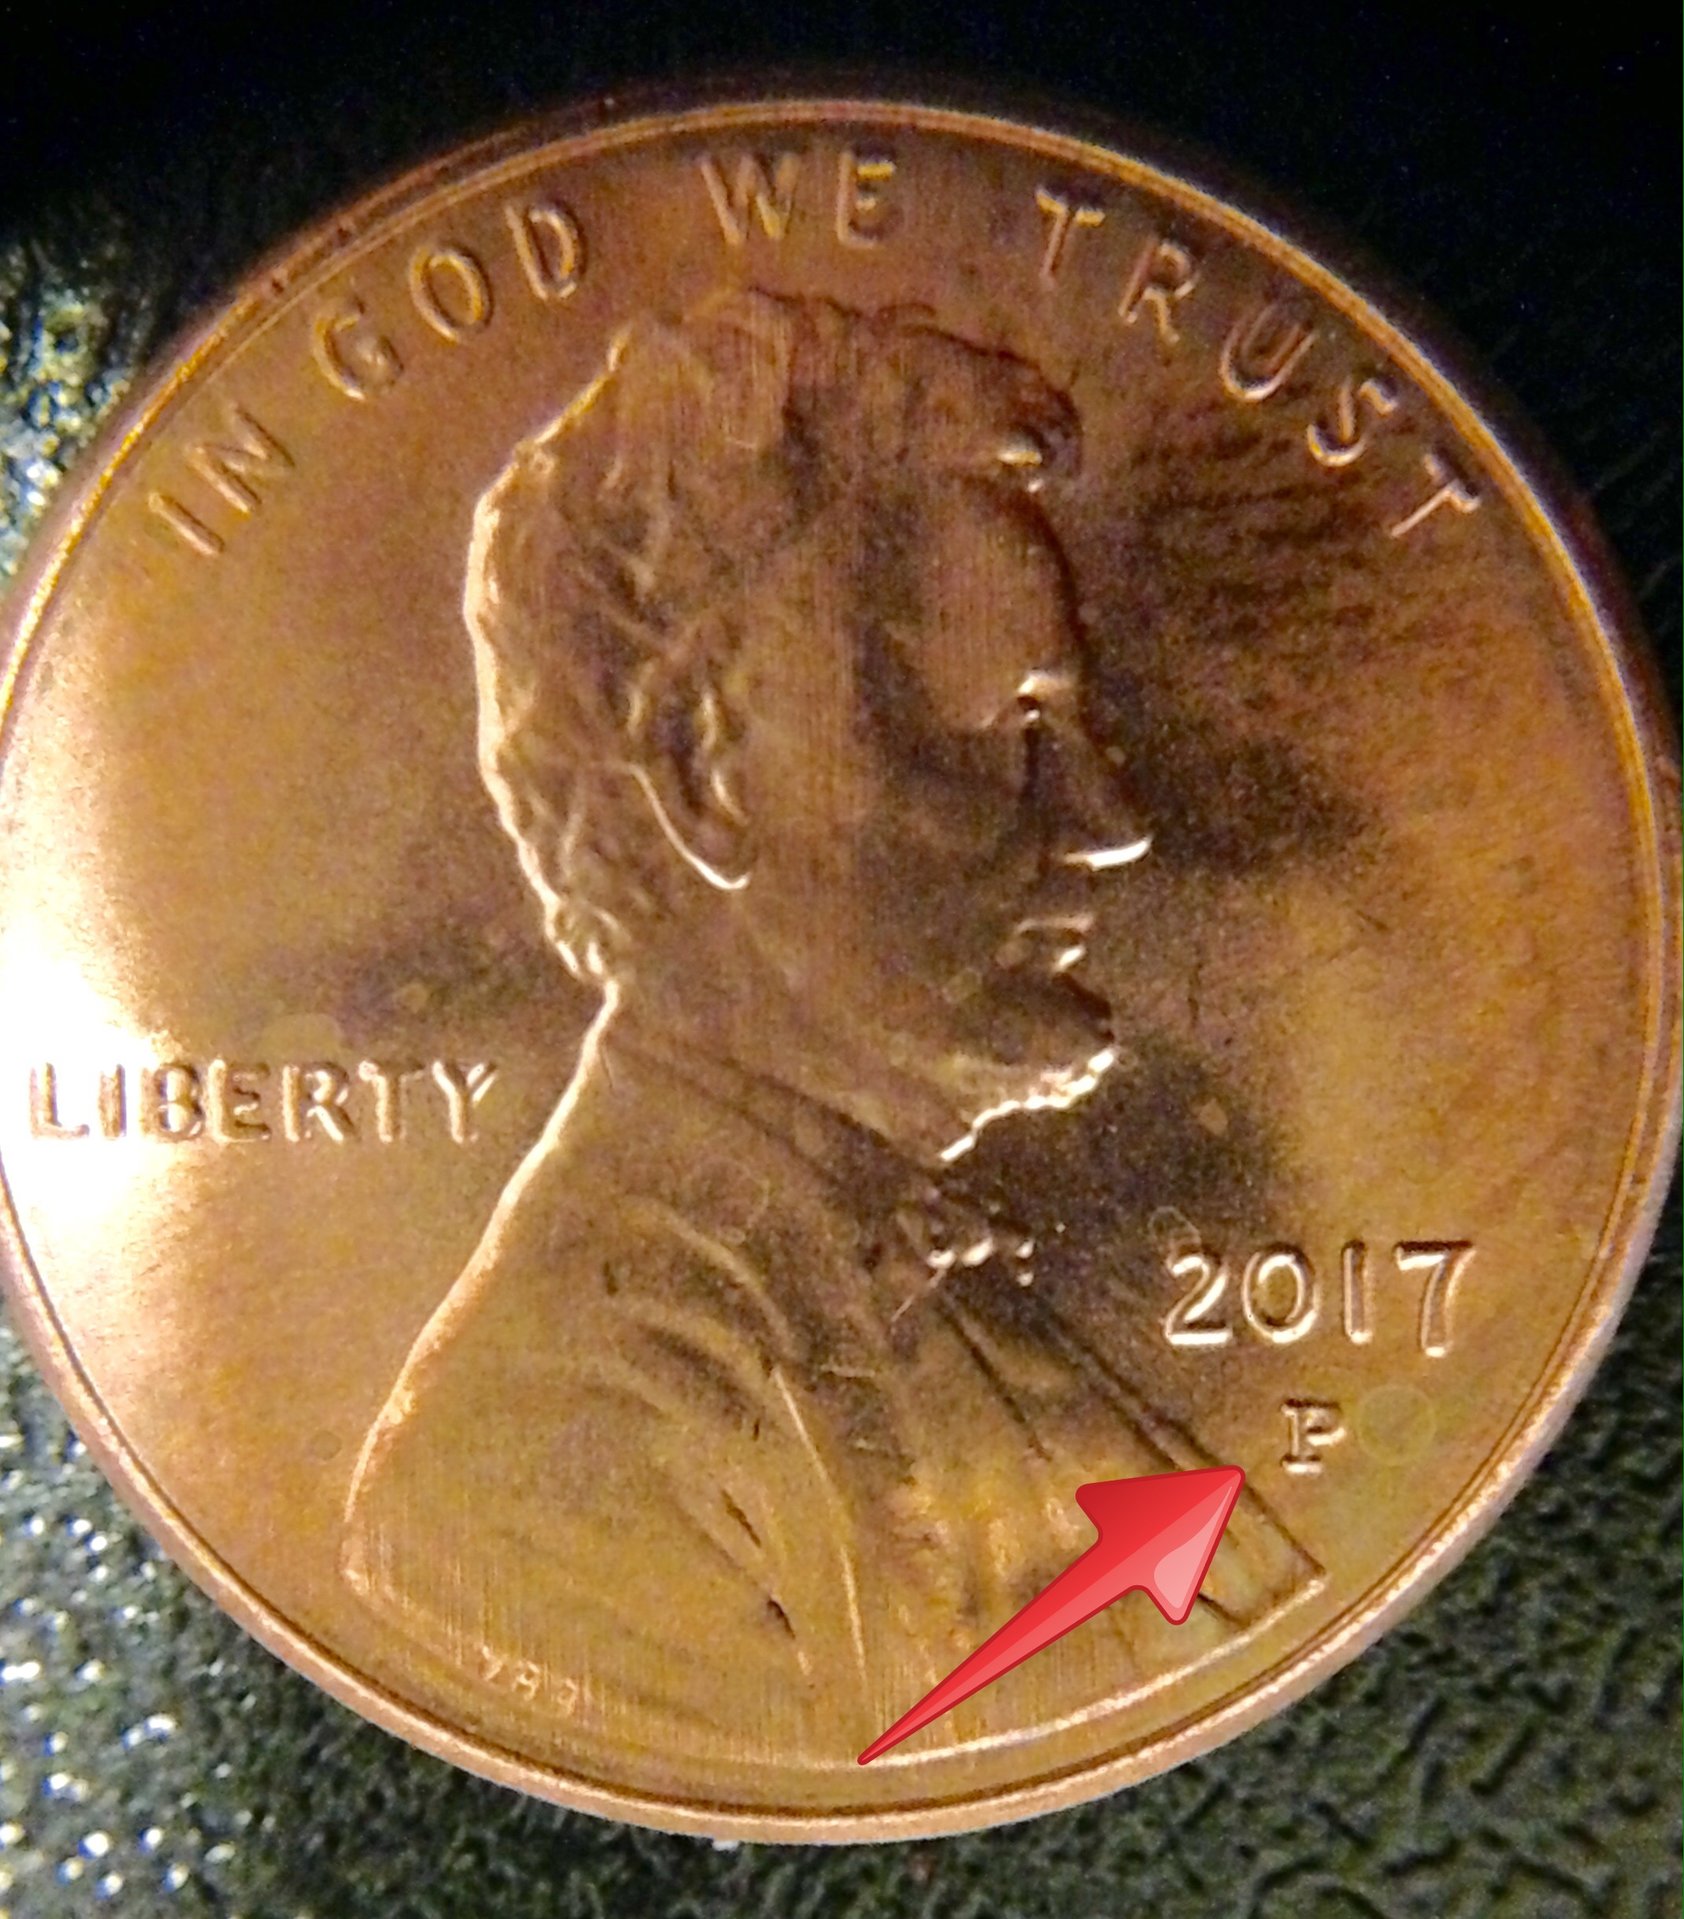 IN GOD WE TRUST
LIBERTY
2017
P